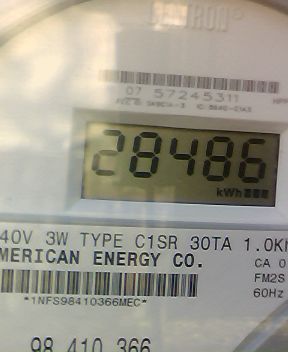 CENTRON®
07 57245311
28486
kWh
40V 3W TYPE C1SR 30TA 1.0K
MERICAN ENERGY CO.
CA 0
FM2S
60Hz
*1NFS98410366MEC*
98 410 366